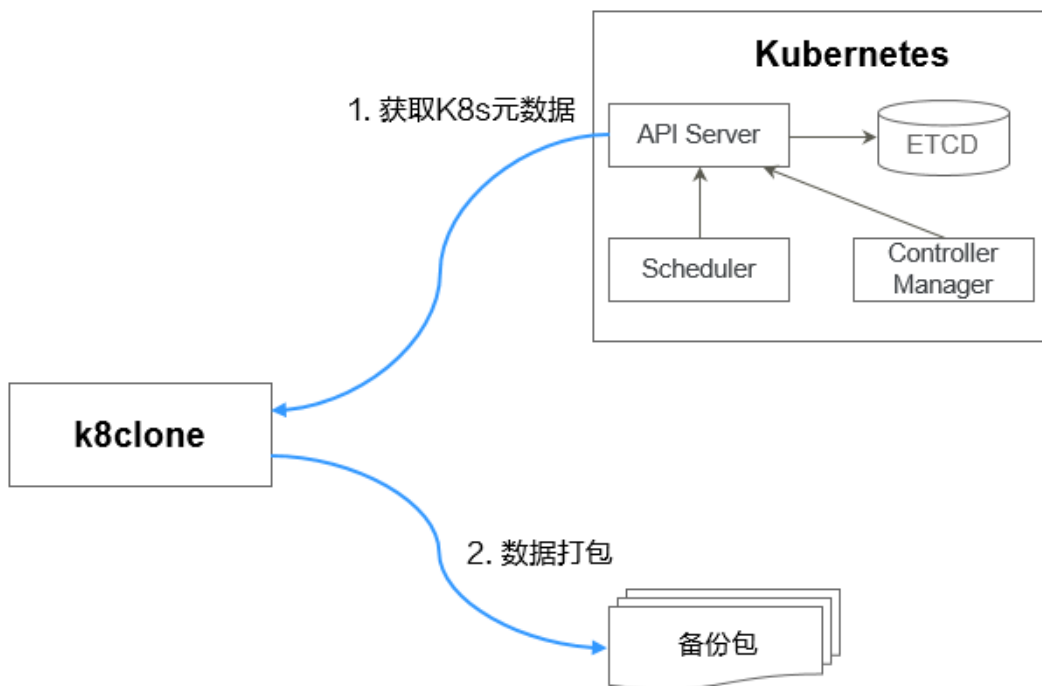 Kubernetes
1. 获取K8s元数据
API Server
ETCD
Scheduler
Controller
Manager
k8clone
2. 数据打包
备份包